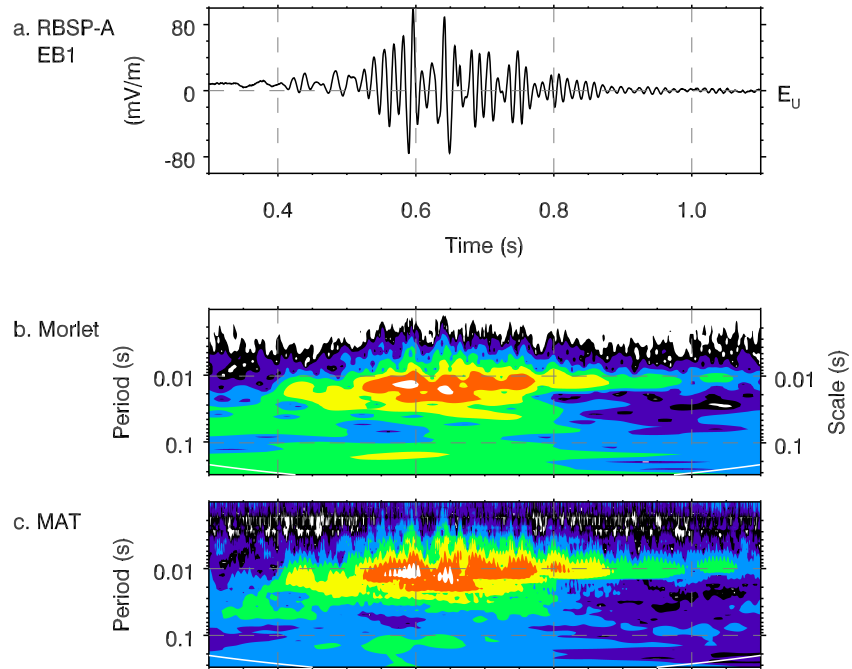 a. RBSP-A
EB1
(mV/m)
80
0
-80
E_U
0.4 0.6 0.8 1.0
Time (s)
b. Morlet
Period (s)
0.01
0.1
0.01
0.1
Scale (s)
c. MAT
Period (s)
0.01
0.1